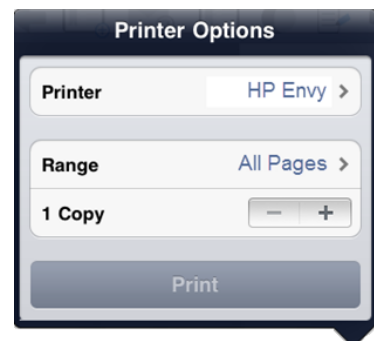 Printer Options
Printer HP Envy >
Range All Pages >
1 Copy − +
Print